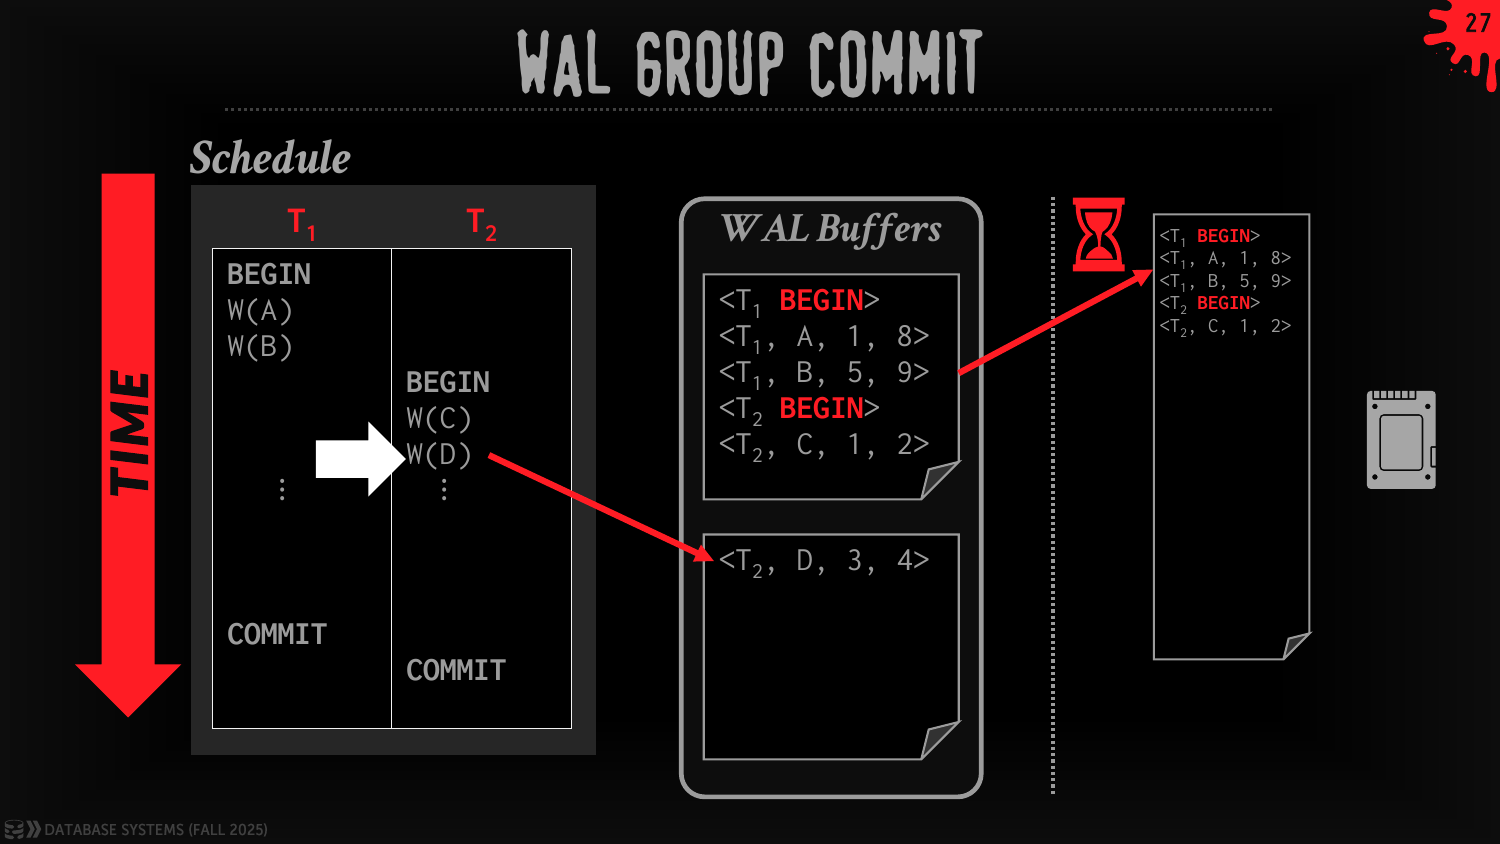 27
WAL GROUP COMMIT
Schedule
TIME
T1 T2
BEGIN
W(A)
W(B)
⋮
COMMIT
BEGIN
W(C)
W(D)
⋮
COMMIT
WAL Buffers
<T1 BEGIN>
<T1, A, 1, 8>
<T1, B, 5, 9>
<T2 BEGIN>
<T2, C, 1, 2>
<T2, D, 3, 4>
<T1 BEGIN>
<T1, A, 1, 8>
<T1, B, 5, 9>
<T2 BEGIN>
<T2, C, 1, 2>
DATABASE SYSTEMS (FALL 2025)